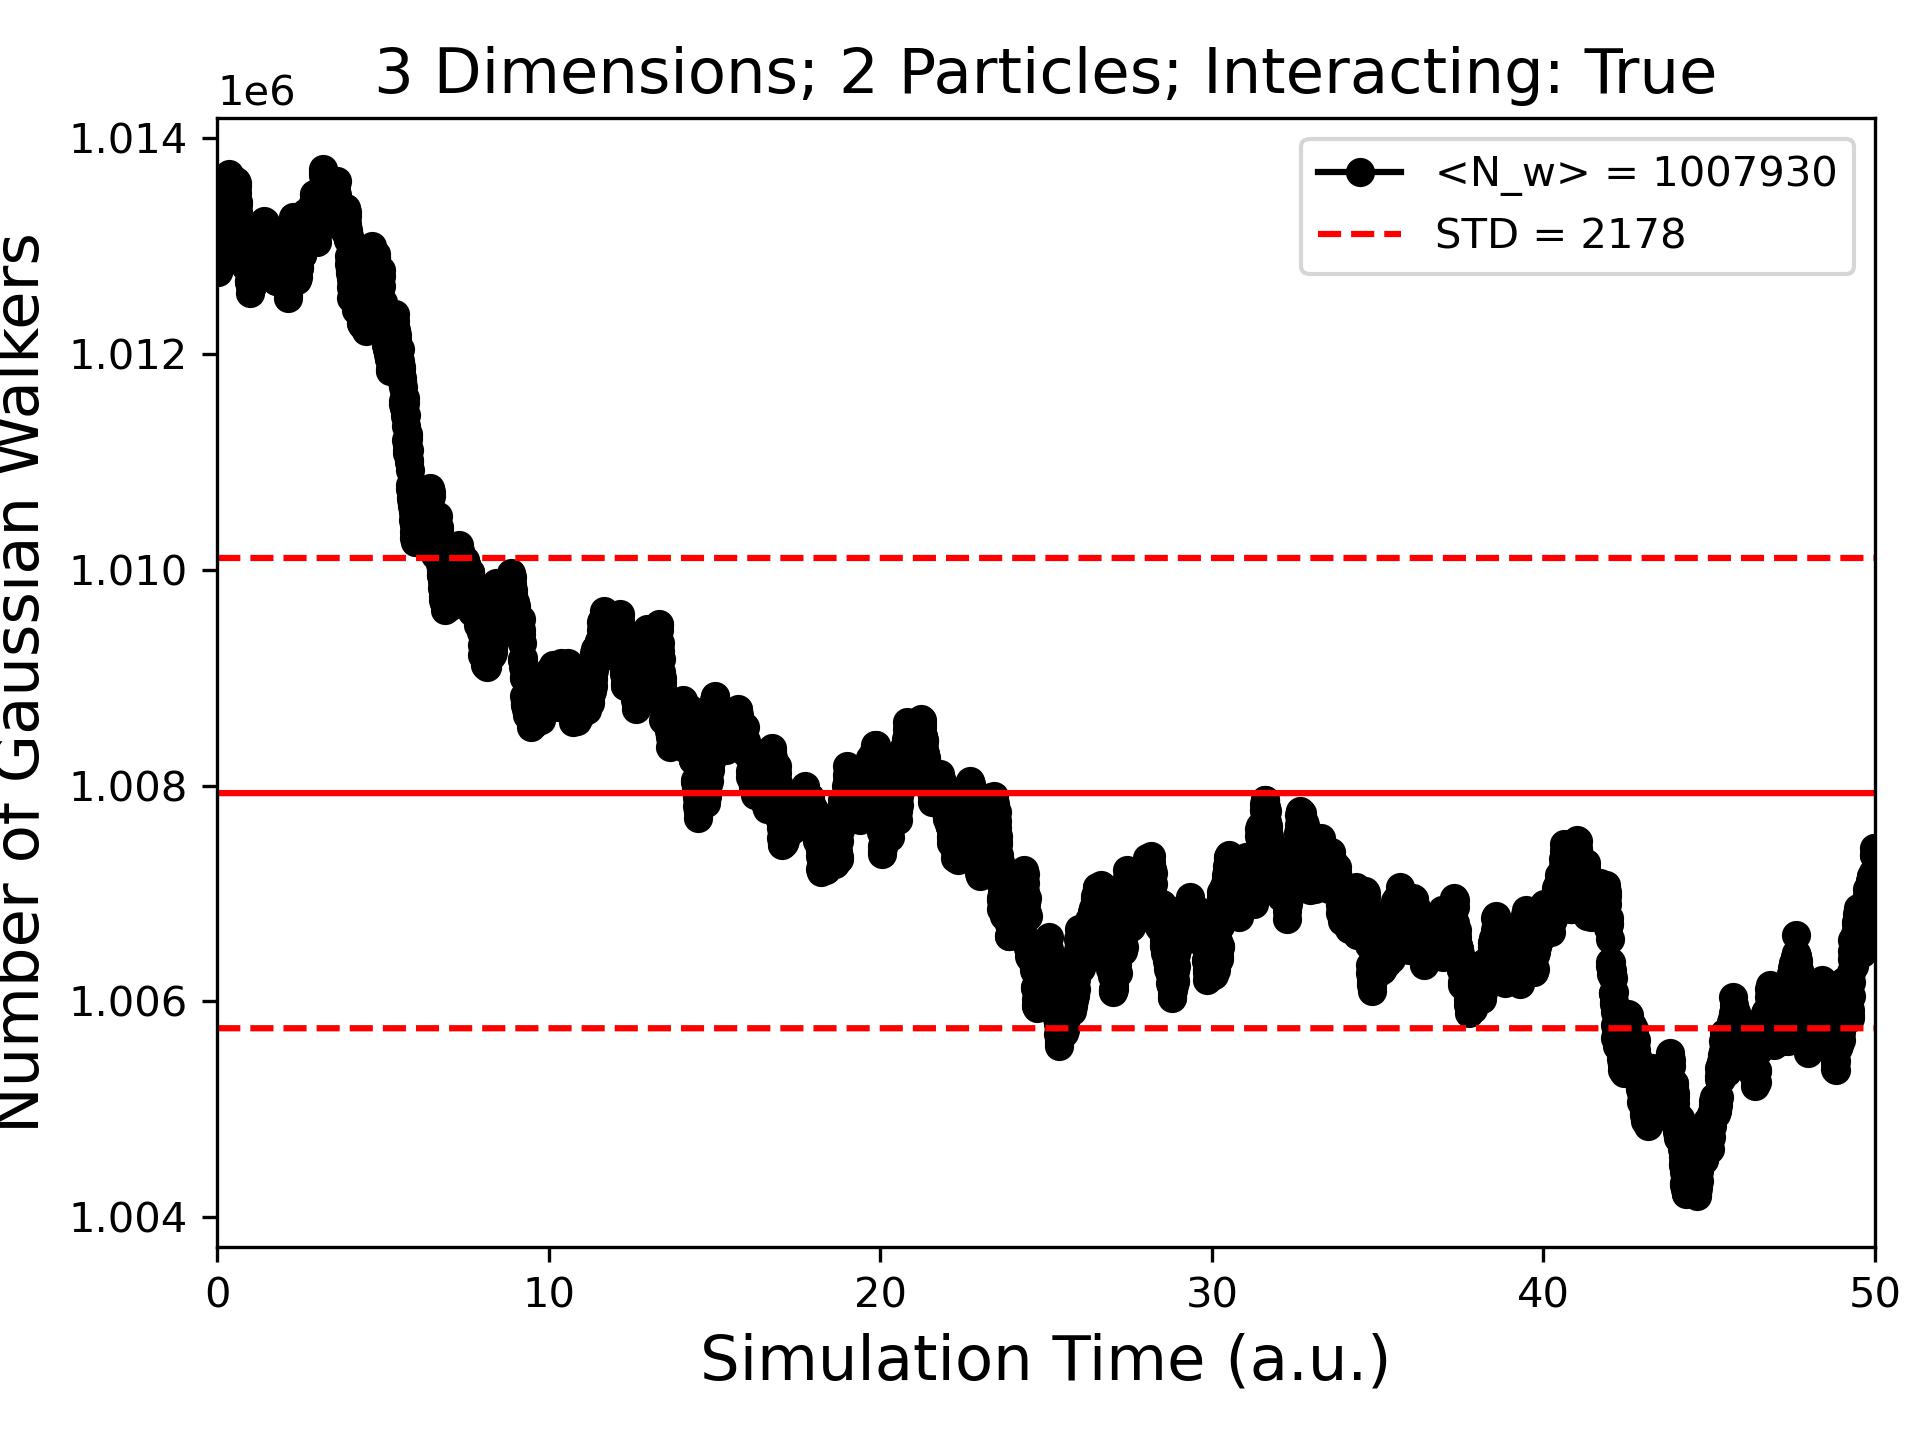 3 Dimensions; 2 Particles; Interacting: True
1e6
<N_w> = 1007930
STD = 2178
Number of Gaussian Walkers
1.014
1.012
1.010
1.008
1.006
1.004
0 10 20 30 40 50
Simulation Time (a.u.)